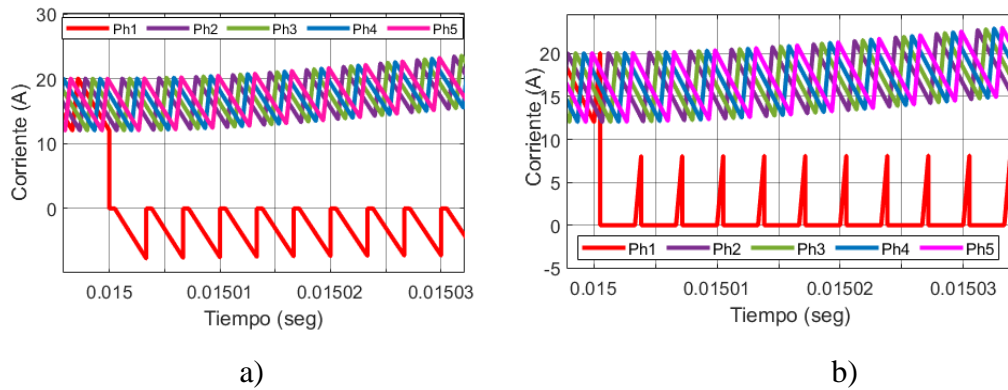 30
Ph1 Ph2 Ph3 Ph4 Ph5
20
10
0
Corriente (A)
0.015 0.01501 0.01502 0.01503
Tiempo (seg)
a)
20
15
10
5
0
-5
Corriente (A)
Ph1 Ph2 Ph3 Ph4 Ph5
0.015 0.01501 0.01502 0.01503
Tiempo (seg)
b)